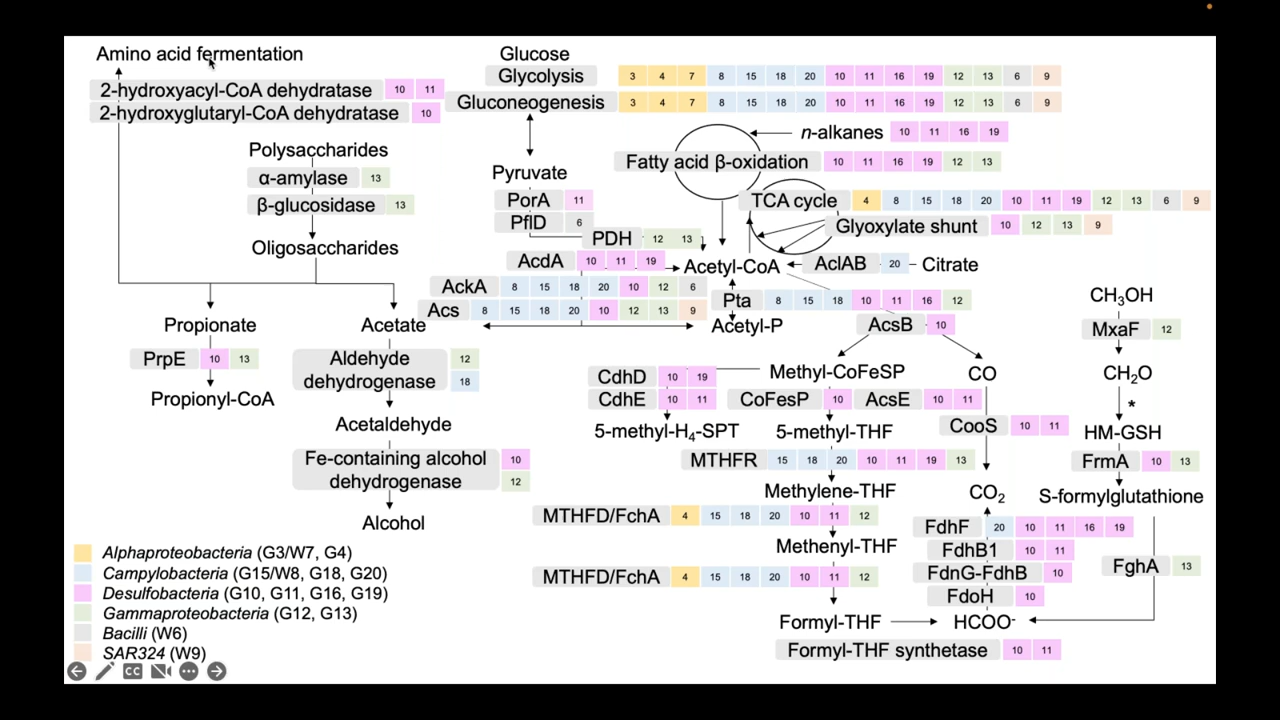 Amino acid fermentation
2-hydroxyacyl-CoA dehydratase 10 11
2-hydroxyglutaryl-CoA dehydratase 10
Polysaccharides
α-amylase 13
β-glucosidase 13
Oligosaccharides
Propionate
PrpE 10 13
Propionyl-CoA
Acetate
Aldehyde dehydrogenase 12 18
Acetaldehyde
Fe-containing alcohol dehydrogenase 10 12
Alcohol
Glucose
Glycolysis 3 4 7 8 15 18 20 10 11 16 19 12 13 6 9
Gluconeogenesis 3 4 7 8 15 18 20 10 11 16 19 12 13 6 9
n-alkanes 10 11 16 19
Fatty acid β-oxidation 10 11 16 19 12 13
Pyruvate
PorA 11
PflD 6
PDH 12 13
TCA cycle 4 8 15 18 20 10 11 19 12 13 6 9
Glyoxylate shunt 10 12 13 9
AcdA 10 11 19
Acetyl-CoA
AclAB 20 Citrate
AckA 8 15 18 20 10 12 6
Acs 8 15 18 20 10 12 13 9
Pta 8 15 18 10 11 16 12
Acetyl-P
AcsB 10
CdhD 10 19
CdhE 10 11
5-methyl-H4-SPT
Methyl-CoFeSP
CoFesP 10 AcsE 10 11
5-methyl-THF
MTHFR 15 18 20 10 11 19 13
Methylene-THF
MTHFD/FchA 4 15 18 20 10 11 12
Methenyl-THF
MTHFD/FchA 4 15 18 20 10 11 12
Formyl-THF
Formyl-THF synthetase 10 11
CO
CooS 10 11
CO2
FdhF 20 10 11 16 19
FdhB1 10 11
FdnG-FdhB 10
FdoH 10
HCOO-
CH3OH
MxaF 12
CH2O
*
HM-GSH
FrmA 10 13
S-formylglutathione
FghA 13
Alphaproteobacteria (G3/W7, G4)
Campylobacteria (G15/W8, G18, G20)
Desulfobacteria (G10, G11, G16, G19)
Gammaproteobacteria (G12, G13)
Bacilli (W6)
SAR324 (W9)
CC